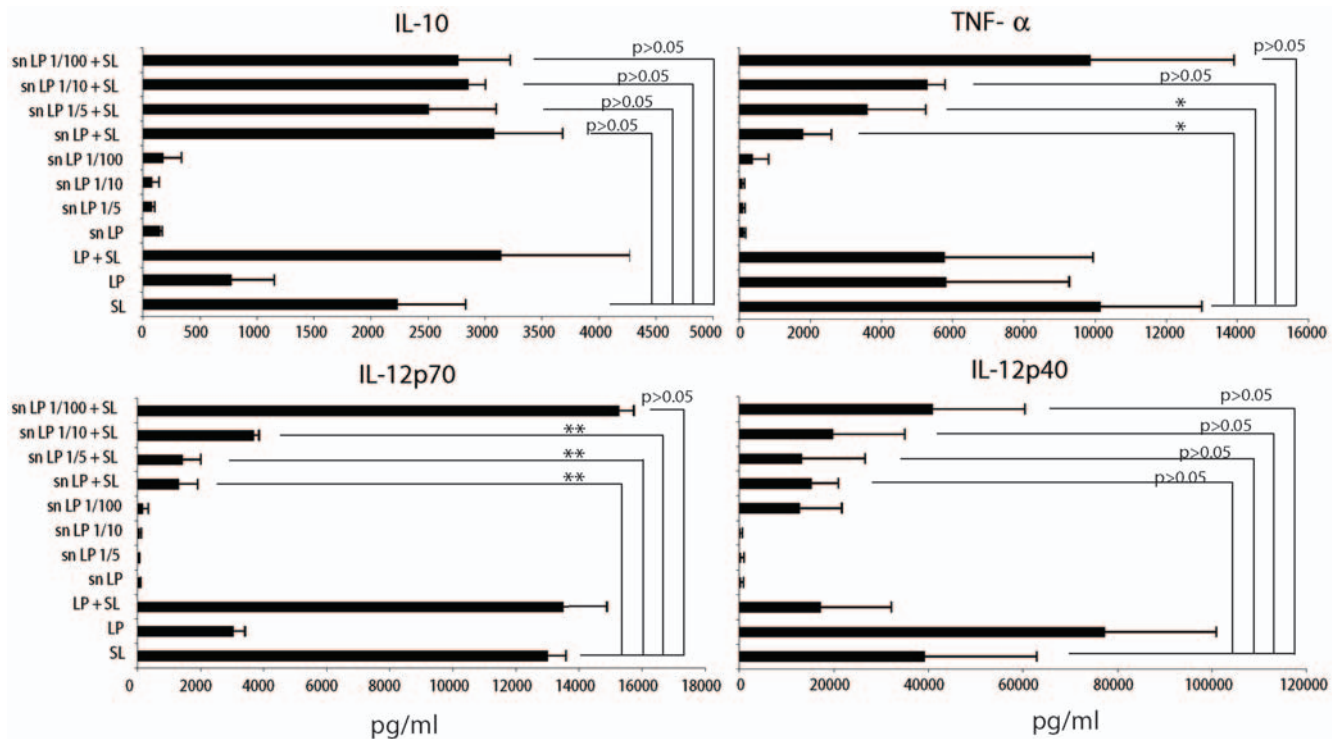 IL-10
sn LP 1/100 + SL
sn LP 1/10 + SL
sn LP 1/5 + SL
sn LP + SL
sn LP 1/100
sn LP 1/10
sn LP 1/5
sn LP
LP + SL
LP
SL
p>0.05
p>0.05
p>0.05
p>0.05
0 500 1000 1500 2000 2500 3000 3500 4000 4500 5000
TNF- α
p>0.05
p>0.05
*
*
0 2000 4000 6000 8000 10000 12000 14000 16000
IL-12p70
sn LP 1/100 + SL
sn LP 1/10 + SL
sn LP 1/5 + SL
sn LP + SL
sn LP 1/100
sn LP 1/10
sn LP 1/5
sn LP
LP + SL
LP
SL
p>0.05
**
**
**
0 2000 4000 6000 8000 10000 12000 14000 16000 18000
pg/ml
IL-12p40
p>0.05
p>0.05
p>0.05
p>0.05
0 20000 40000 60000 80000 100000 120000
pg/ml